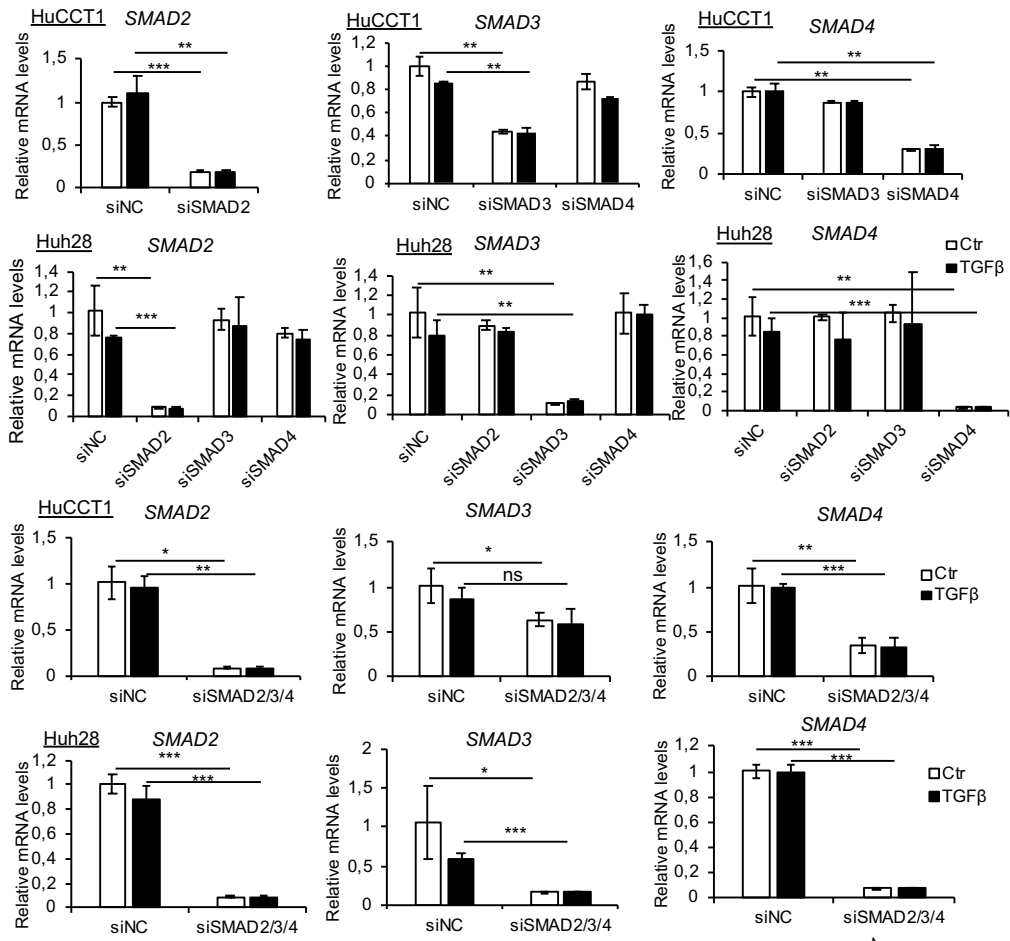 HuCCT1 SMAD2
Relative mRNA levels
1,5
1
0,5
0
**
***
siNC siSMAD2
HuCCT1 SMAD3
Relative mRNA levels
1,2
1
0,8
0,6
0,4
0,2
0
**
**
siNC siSMAD3 siSMAD4
HuCCT1 SMAD4
Relative mRNA levels
1,5
1
0,5
0
**
**
siNC siSMAD3 siSMAD4
Huh28 SMAD2
Relative mRNA levels
1,2
1
0,8
0,6
0,4
0,2
0
**
***
siNC siSMAD2 siSMAD3 siSMAD4
Huh28 SMAD3
Relative mRNA levels
1,2
1
0,8
0,6
0,4
0,2
0
**
**
siNC siSMAD2 siSMAD3 siSMAD4
Huh28 SMAD4
Relative mRNA levels
1,6
1,4
1,2
1
0,8
0,6
0,4
0,2
0
**
***
Ctr
TGFβ
siNC siSMAD2 siSMAD3 siSMAD4
HuCCT1 SMAD2
Relative mRNA levels
1,5
1
0,5
0
*
**
siNC siSMAD2/3/4
SMAD3
Relative mRNA levels
1,5
1
0,5
0
*
ns
siNC siSMAD2/3/4
SMAD4
Relative mRNA levels
1,5
1
0,5
0
**
***
Ctr
TGFβ
siNC siSMAD2/3/4
Huh28 SMAD2
Relative mRNA levels
1,2
1
0,8
0,6
0,4
0,2
0
***
***
siNC siSMAD2/3/4
SMAD3
Relative mRNA levels
2
1
0,5
1
0
*
***
siNC siSMAD2/3/4
SMAD4
Relative mRNA levels
1,2
1
0,8
0,6
0,4
0,2
0
***
***
Ctr
TGFβ
siNC siSMAD2/3/4